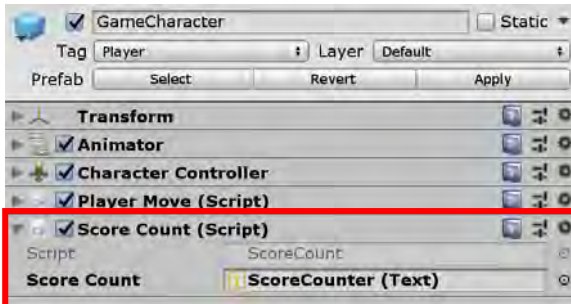 GameCharacter Static
Tag Player Layer Default
Prefab Select Revert Apply
Transform
Animator
Character Controller
Player Move (Script)
Score Count (Script)
Script ScoreCount
Score Count ScoreCounter (Text)